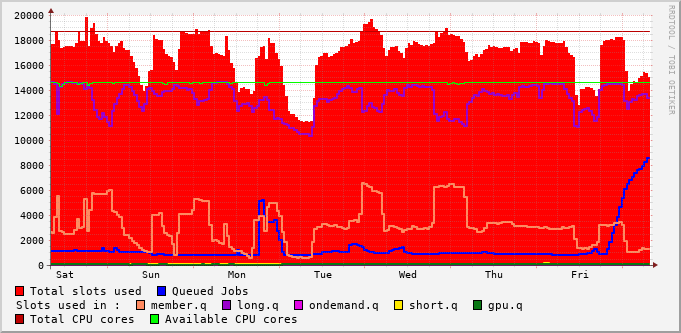 20000
18000
16000
14000
12000
10000
8000
6000
4000
2000
0
Sat Sun Mon Tue Wed Thu Fri
RRDTOOL / TOBI OETIKER
Total slots used Queued Jobs
Slots used in : member.q long.q ondemand.q short.q gpu.q
Total CPU cores Available CPU cores